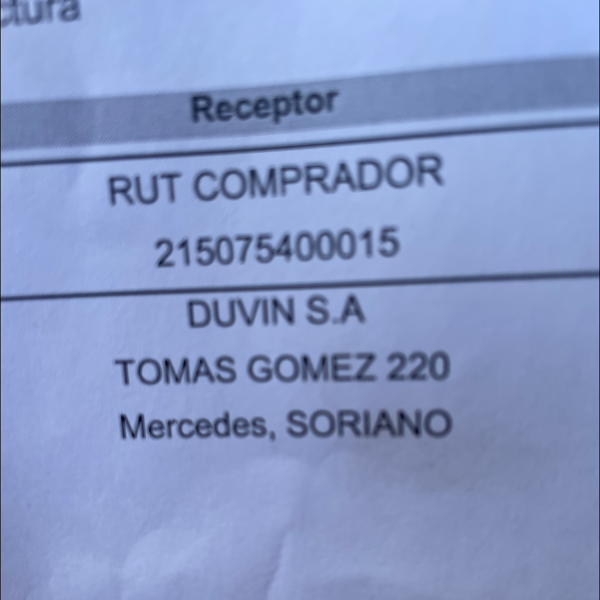 Receptor
RUT COMPRADOR
215075400015
DUVIN S.A
TOMAS GOMEZ 220
Mercedes, SORIANO